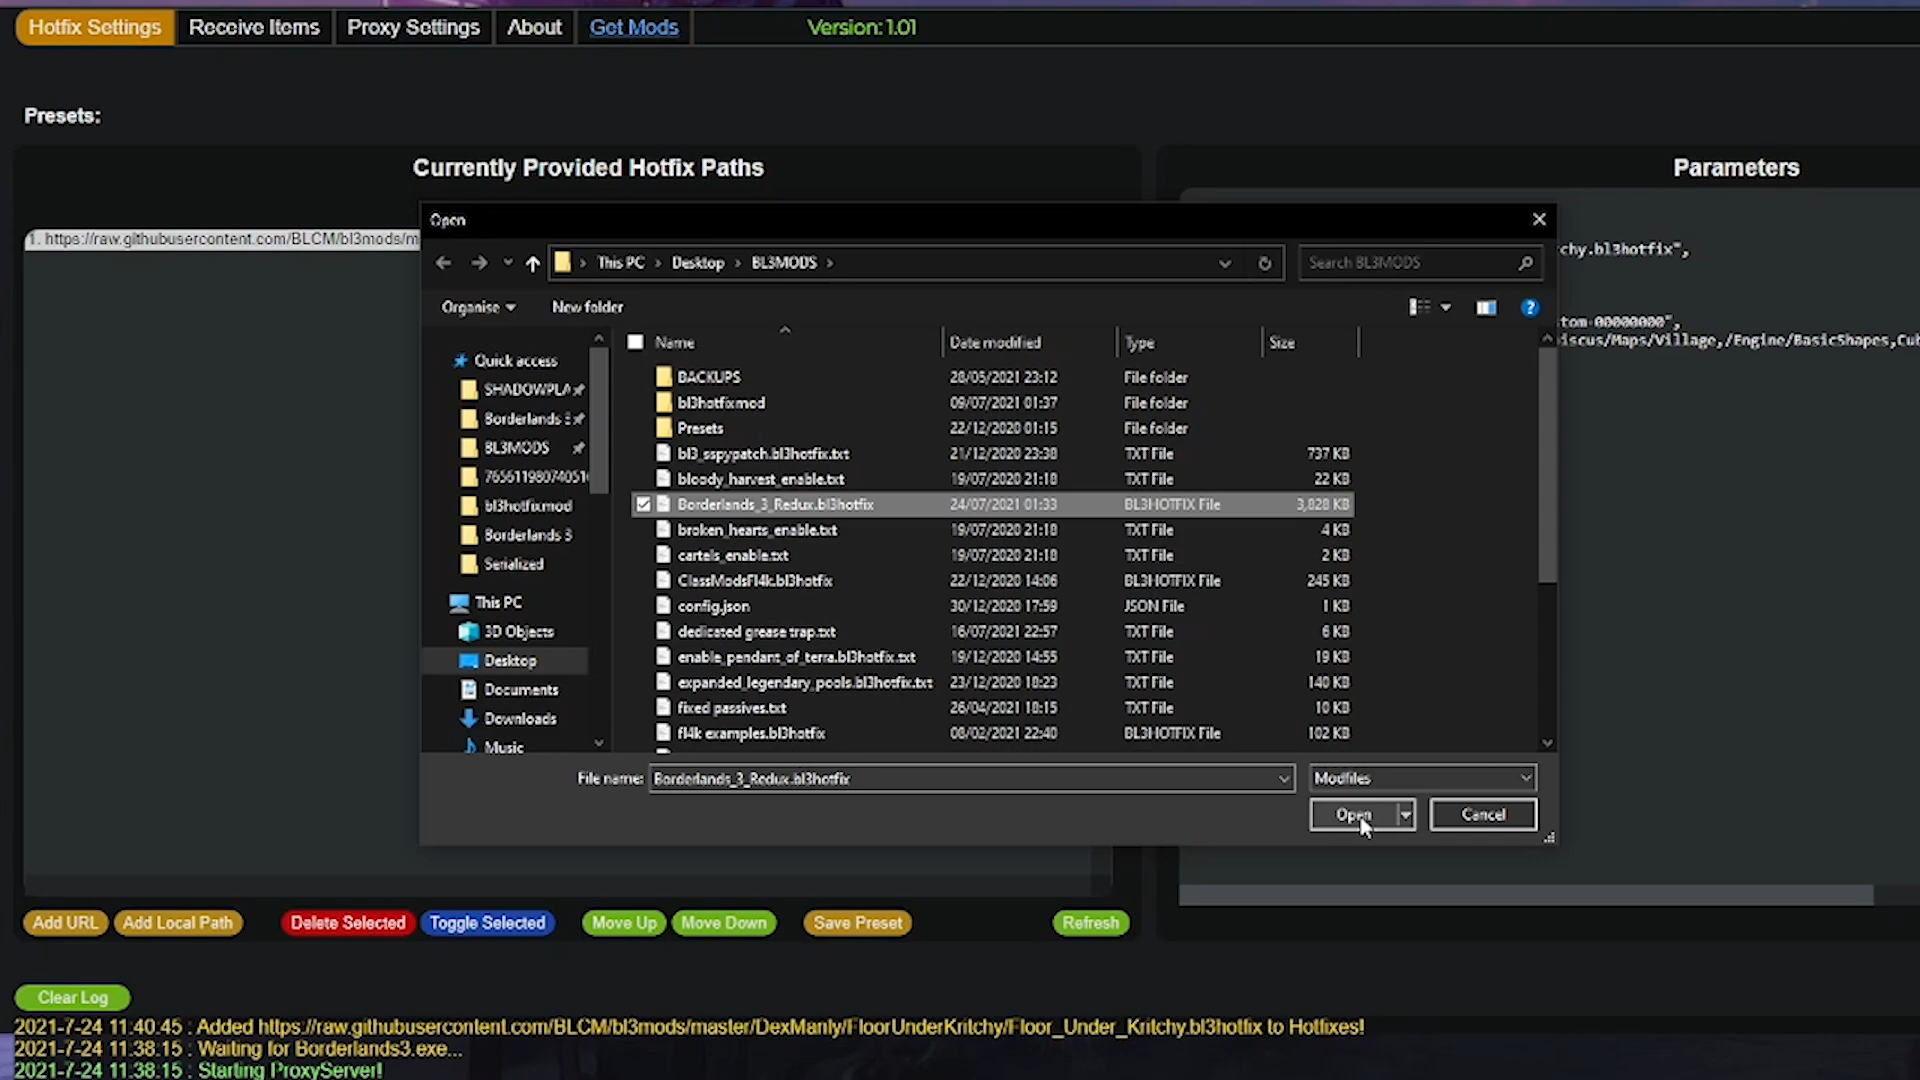 Hotfix Settings Receive Items Proxy Settings About Get Mods Version: 1.01
Presets:
Currently Provided Hotfix Paths
Parameters
1. https://raw.githubusercontent.com/BLCM/bl3mods/m
chy.bl3hotfix",
tom-00000000",
iscus/Maps/Village,/Engine/BasicShapes,Cub
Open
This PC > Desktop > BL3MODS >
Search BL3MODS
Organise New folder
Name Date modified Type Size
Quick access
SHADOWPLA
Borderlands 3
BL3MODS
bl3hotfixmod
Borderlands 3
Serialized
This PC
3D Objects
Desktop
Documents
Downloads
Music
BACKUPS 28/05/2021 23:12 File folder
bl3hotfixmod 09/07/2021 01:37 File folder
Presets 22/12/2020 01:15 File folder
bl3_sspypatch.bl3hotfix.txt 21/12/2020 23:38 TXT File 737 KB
bloody_harvest_enable.txt 19/07/2020 21:18 TXT File 22 KB
Borderlands_3_Redux.bl3hotfix 24/07/2021 01:33 BL3HOTFIX File 3,828 KB
broken_hearts_enable.txt 19/07/2020 21:18 TXT File 4 KB
cartels_enable.txt 19/07/2020 21:18 TXT File 2 KB
ClassModsFl4k.bl3hotfix 22/12/2020 14:06 BL3HOTFIX File 245 KB
config.json 30/12/2020 17:59 JSON File 1 KB
dedicated grease trap.txt 16/07/2021 22:57 TXT File 6 KB
enable_pendant_of_terra.bl3hotfix.txt 19/12/2020 14:55 TXT File 19 KB
expanded_legendary_pools.bl3hotfix.txt 23/12/2020 18:23 TXT File 140 KB
fixed passives.txt 26/04/2021 18:15 TXT File 10 KB
fl4k examples.bl3hotfix 08/02/2021 22:40 BL3HOTFIX File 102 KB
File name: Borderlands_3_Redux.bl3hotfix Modfiles
Open Cancel
Add URL Add Local Path Delete Selected Toggle Selected Move Up Move Down Save Preset Refresh
Clear Log
2021-7-24 11.40.45 : Added https://raw.githubusercontent.com/BLCM/bl3mods/master/DexManly/FloorUnderKritchy/Floor_Under_Kritchy.bl3hotfix to Hotfixes!
2021-7-24 11.38.15 : Waiting for Borderlands3.exe...
2021-7-24 11.38.15 : Starting ProxyServer!